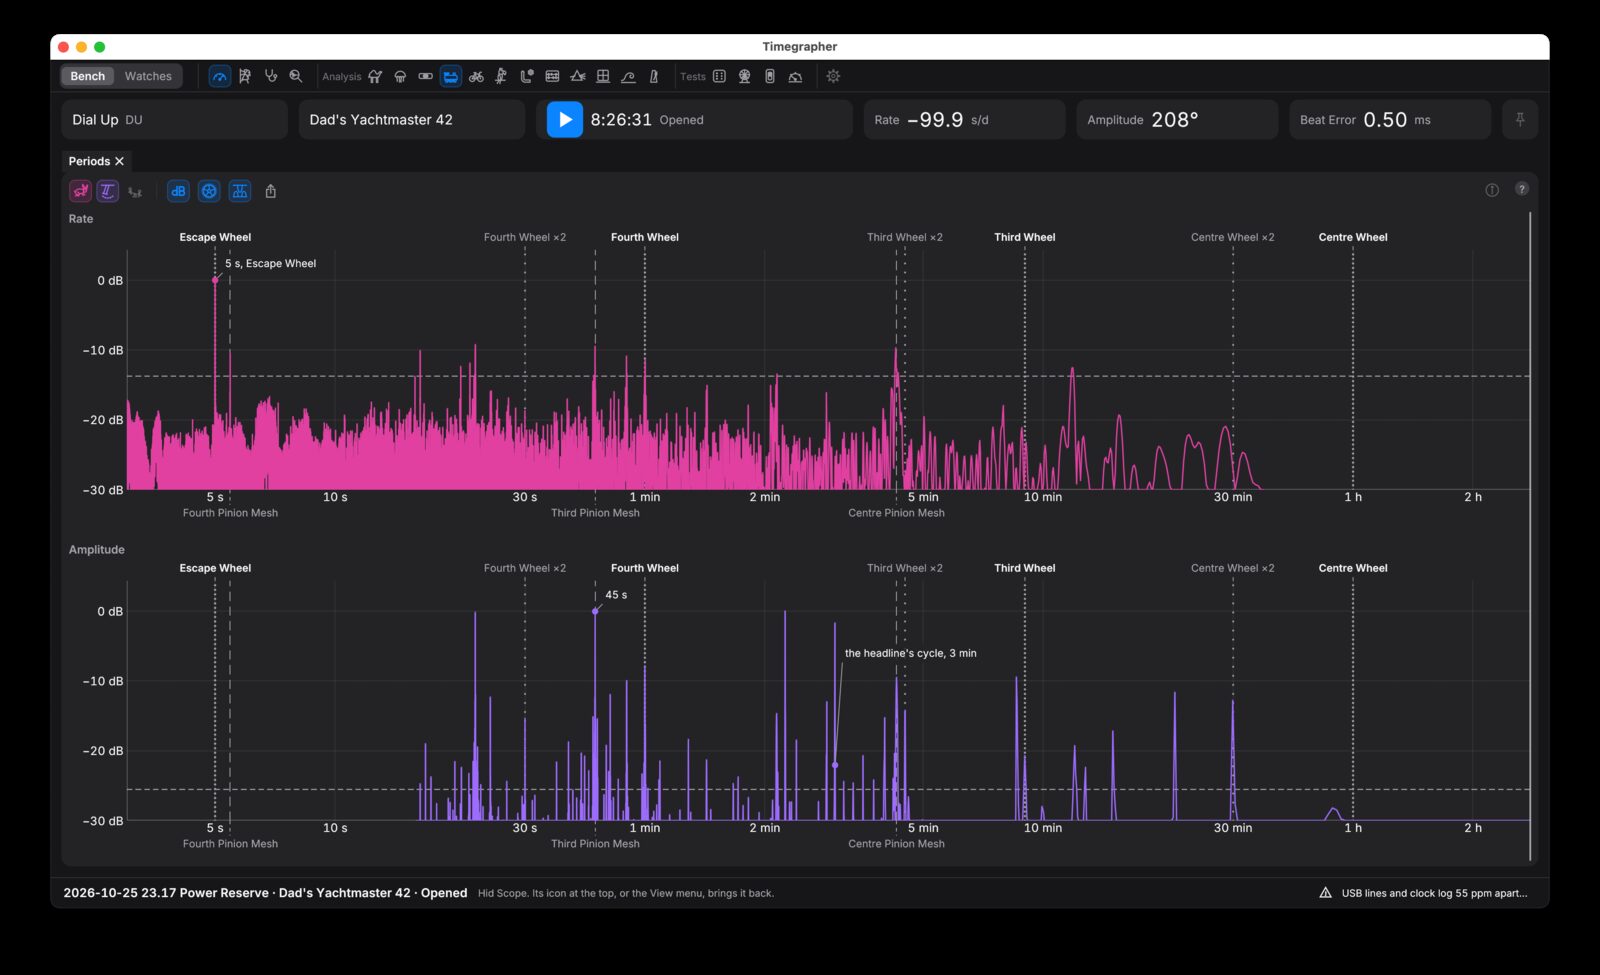 Timegrapher
Bench Watches Analysis Tests
Dial Up DU
Dad's Yachtmaster 42
8:26:31 Opened
Rate −99.9 s/d
Amplitude 208°
Beat Error 0.50 ms
Periods
dB
?
Rate
Escape Wheel Fourth Wheel ×2 Fourth Wheel Third Wheel ×2 Third Wheel Centre Wheel ×2 Centre Wheel
5 s, Escape Wheel
0 dB
−10 dB
−20 dB
−30 dB
5 s 10 s 30 s 1 min 2 min 5 min 10 min 30 min 1 h 2 h
Fourth Pinion Mesh Third Pinion Mesh Centre Pinion Mesh
Amplitude
Escape Wheel Fourth Wheel ×2 Fourth Wheel Third Wheel ×2 Third Wheel Centre Wheel ×2 Centre Wheel
45 s
0 dB
the headline's cycle, 3 min
−10 dB
−20 dB
−30 dB
5 s 10 s 30 s 1 min 2 min 5 min 10 min 30 min 1 h 2 h
Fourth Pinion Mesh Third Pinion Mesh Centre Pinion Mesh
2026-10-25 23.17 Power Reserve · Dad's Yachtmaster 42 · Opened Hid Scope. Its icon at the top, or the View menu, brings it back.
USB lines and clock log 55 ppm apart...